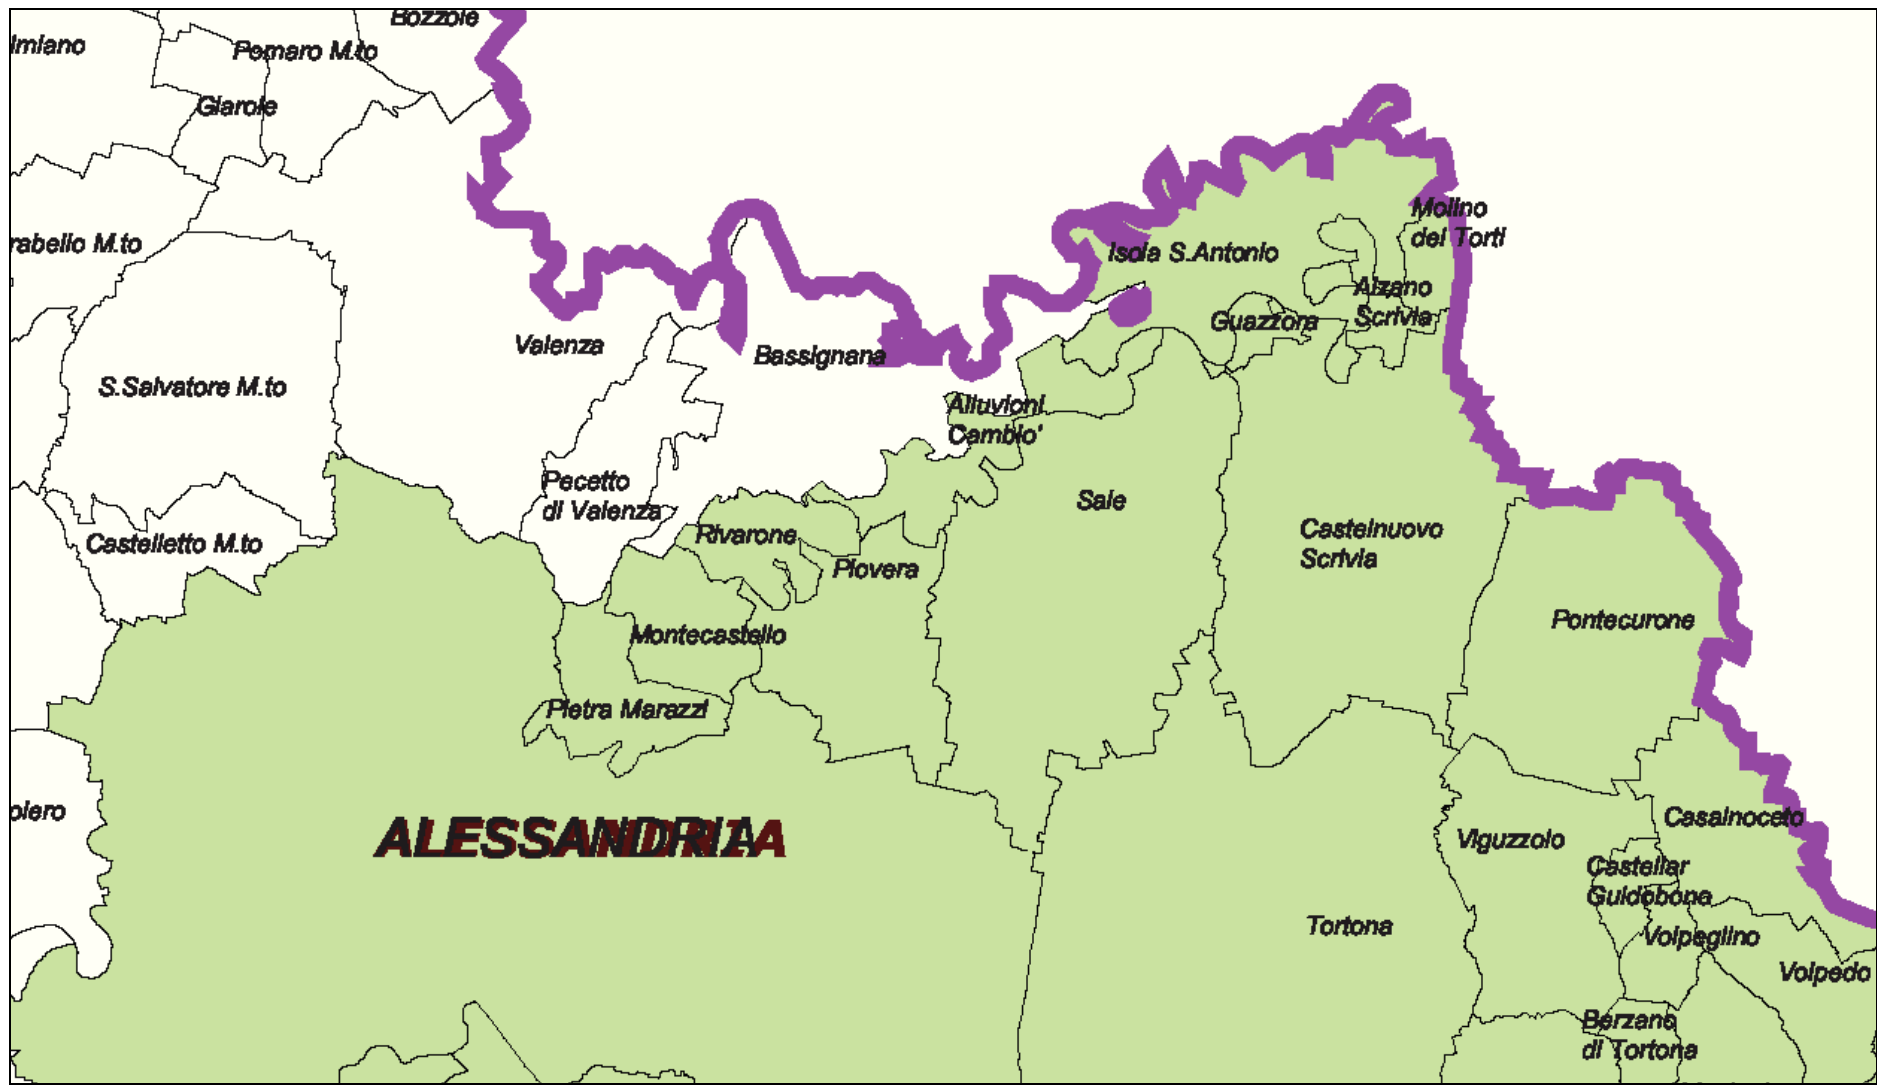 Bozzole
lmiano
Pomaro M.to
Giarole
rabello M.to
Molino
dei Torti
Isola S.Antonio
Alzano
Scrivia
Guazzora
Valenza
Bassignana
S.Salvatore M.to
Alluvioni
Cambio'
Pecetto
di Valenza
Sale
Rivarone
Castelnuovo
Scrivia
Castelletto M.to
Piovera
Pontecurone
Montecastello
Pietra Marazzi
olero
ALESSANDRIA
Casalnoceto
Viguzzolo
Castellar
Guidobono
Tortona
Volpeglino
Volpedo
Berzano
di Tortona